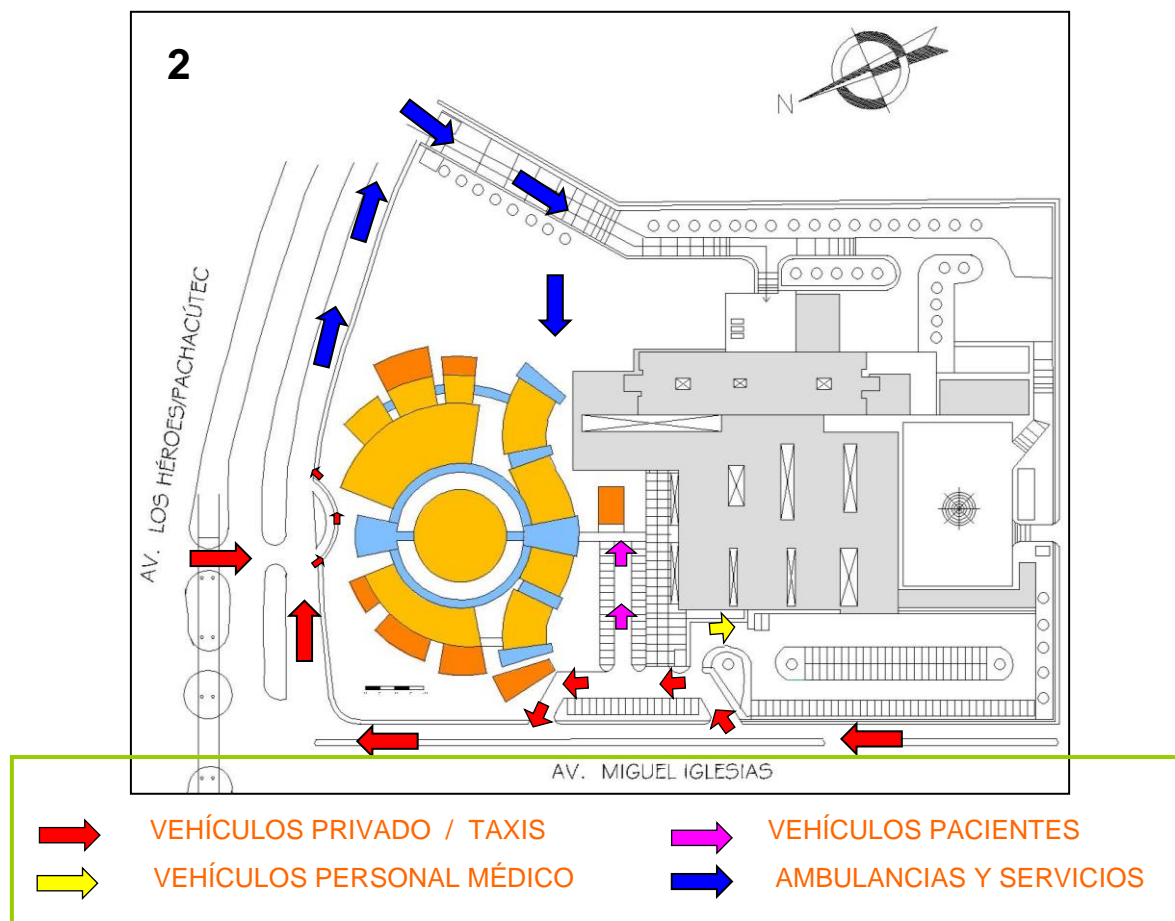 2
N
AV. LOS HÉROES/PACHACÚTEC
AV. MIGUEL IGLESIAS
VEHÍCULOS PRIVADO / TAXIS
VEHÍCULOS PACIENTES
VEHÍCULOS PERSONAL MÉDICO
AMBULANCIAS Y SERVICIOS